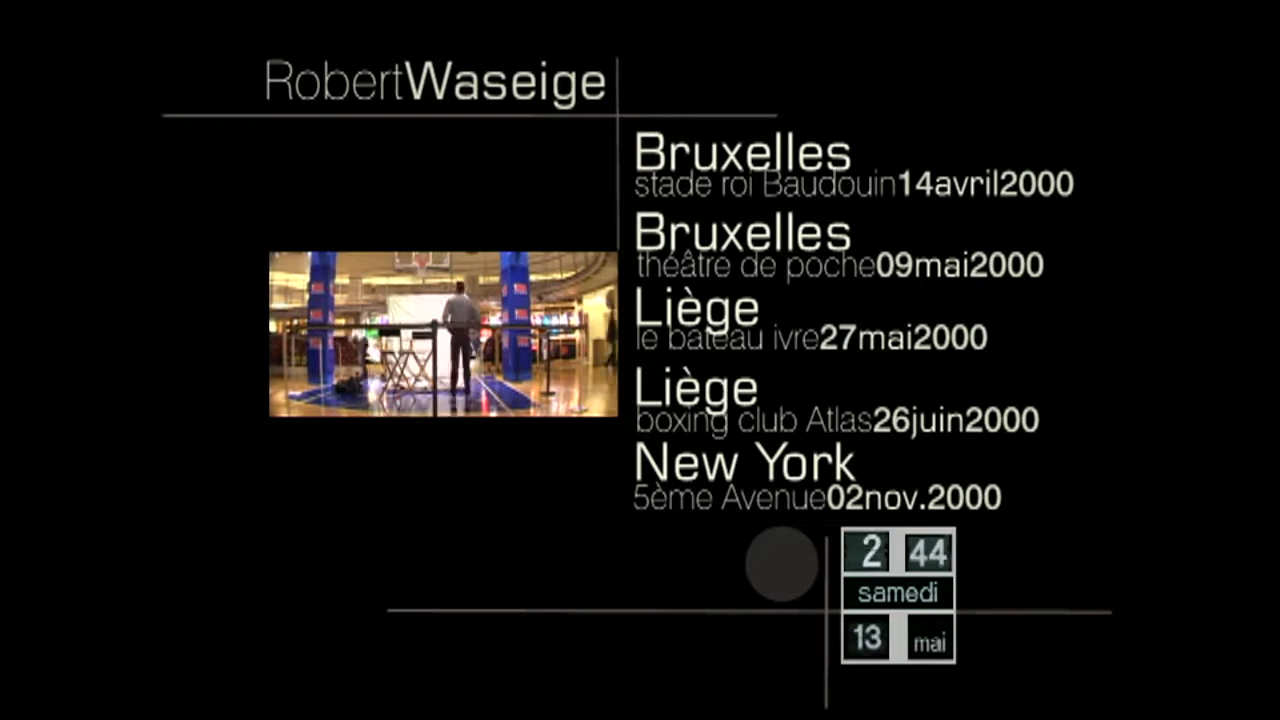 RobertWaseige
Bruxelles
stade roi Baudouin14avril2000
Bruxelles
théâtre de poche09mai2000
Liège
le bateau ivre27mai2000
Liège
boxing club Atlas26juin2000
New York
5ème Avenue02nov.2000
2 44
samedi
13 mai